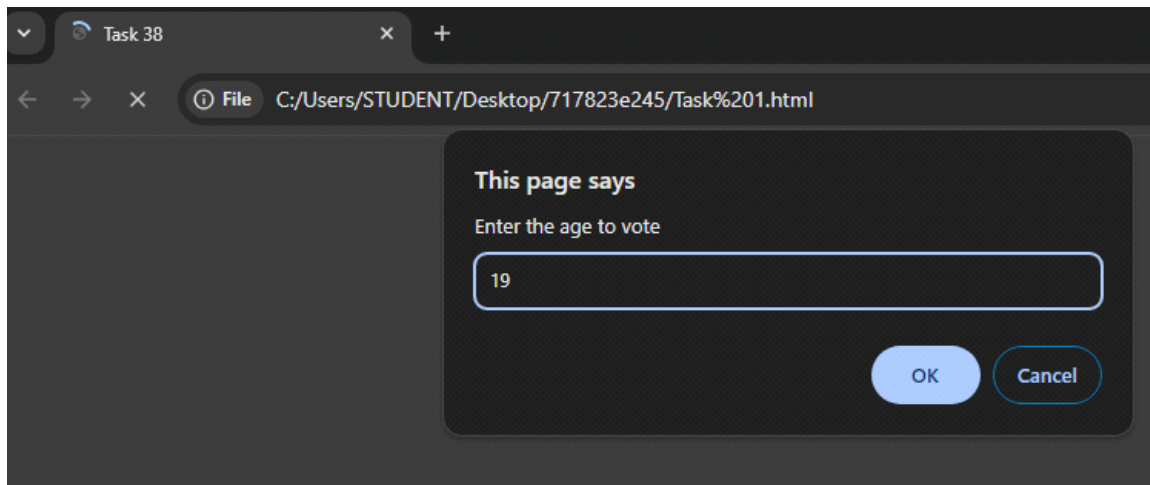 Task 38
File C:/Users/STUDENT/Desktop/717823e245/Task%201.html
This page says
Enter the age to vote
19
OK Cancel